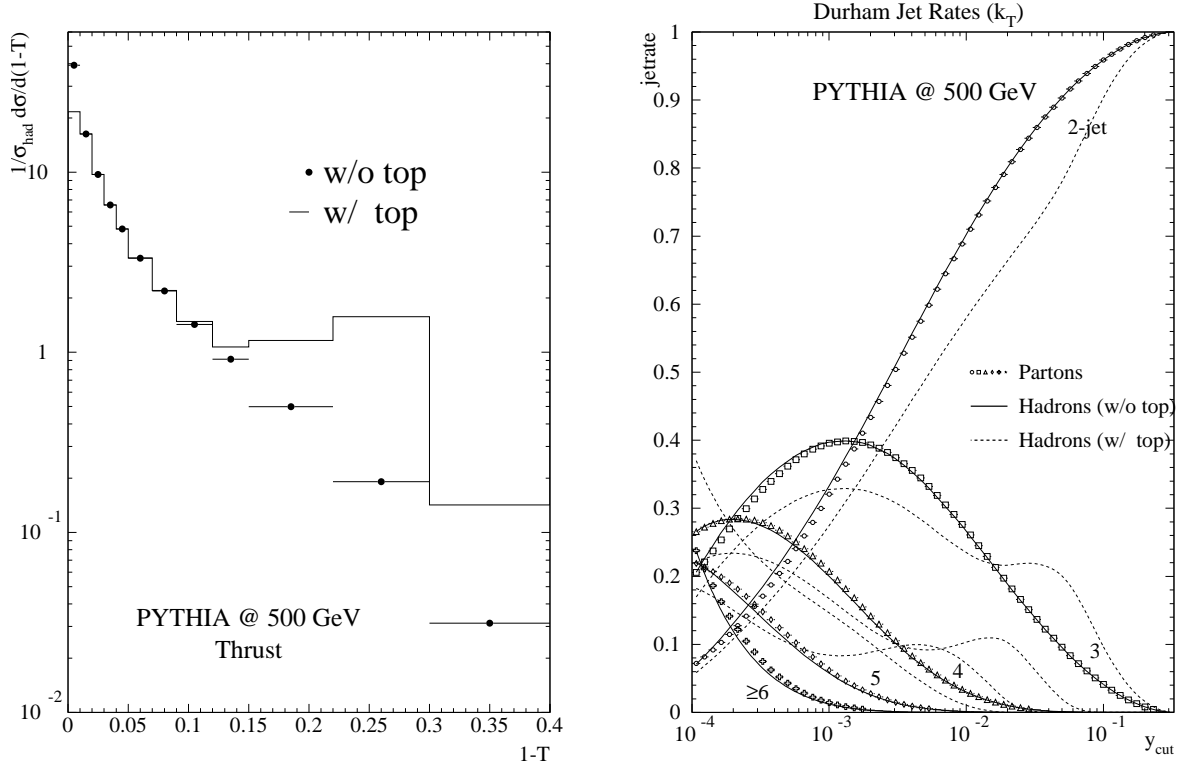 1/σ_had dσ/d(1-T)
10
1
10^-1
10^-2
w/o top
w/ top
PYTHIA @ 500 GeV
Thrust
0 0.05 0.1 0.15 0.2 0.25 0.3 0.35 0.4
1-T
Durham Jet Rates (k_T)
jetrate
1
0.9
0.8
0.7
0.6
0.5
0.4
0.3
0.2
0.1
0
PYTHIA @ 500 GeV
2-jet
Partons
Hadrons (w/o top)
Hadrons (w/ top)
3
4
5
≥6
10^-4 10^-3 10^-2 10^-1
y_cut